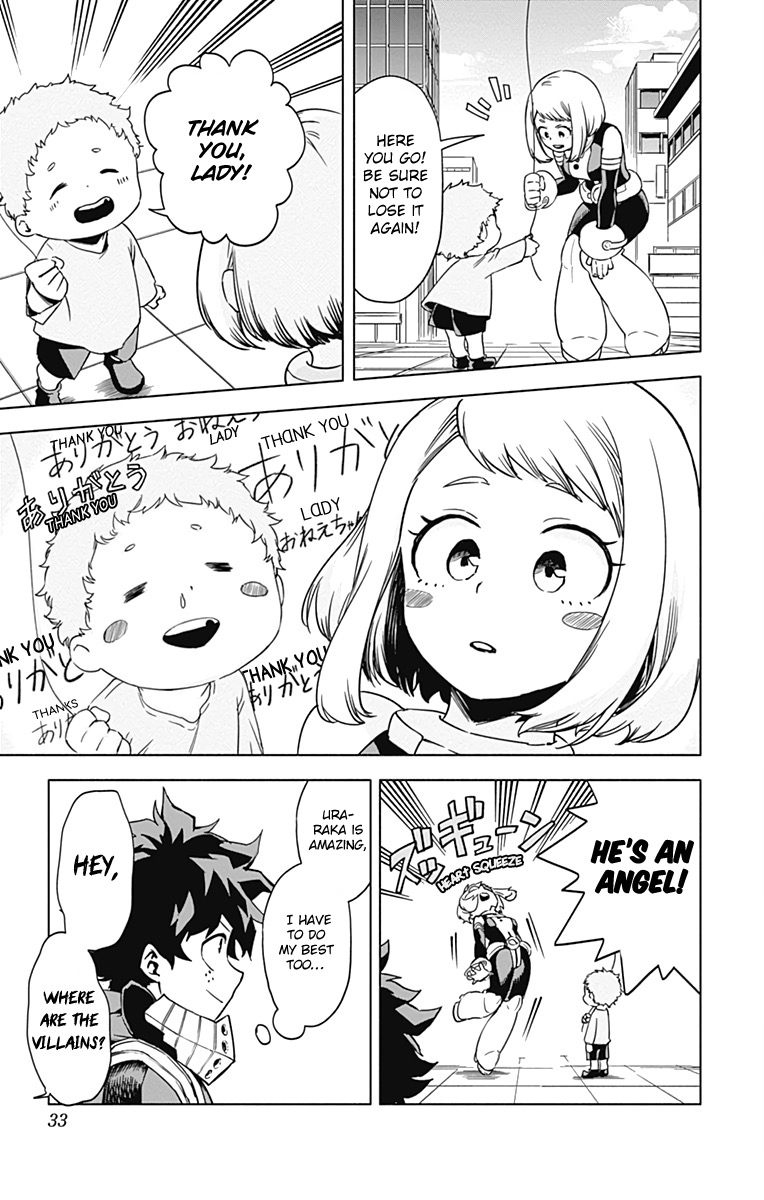 HERE
YOU GO!
BE SURE
NOT TO
LOSE IT
AGAIN!
THANK
YOU,
LADY!
THANK YOU
ありがとう
おねえ
LADY
THANK YOU
ありがと
ありがとう
THANK YOU
LADY
おねえちゃん
THANK YOU
ありがと
THANK YOU
ありがとう
THANKS
ありが
HE'S AN
ANGEL!
ズッギューン
HEART SQUEEZE
URA-
RAKA IS
AMAZING,
I HAVE
TO DO
MY BEST
TOO...
HEY,
WHERE
ARE THE
VILLAINS?
33